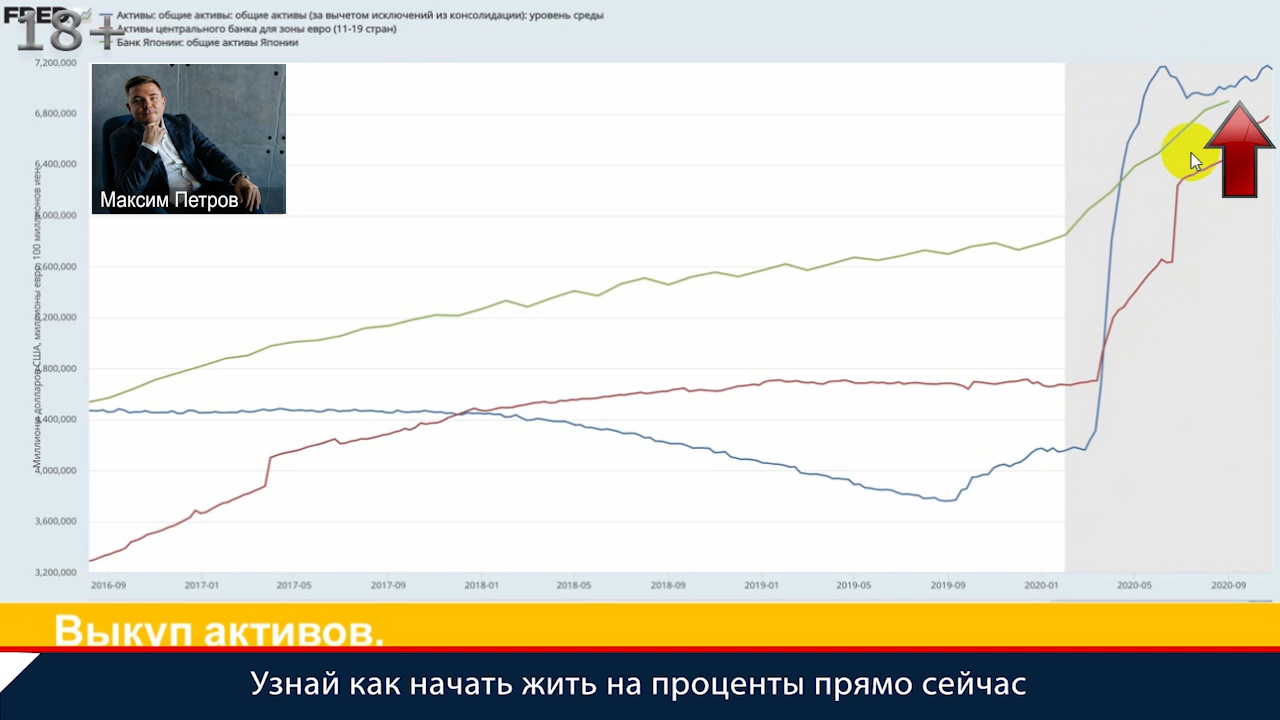 FRED
18+
Активы: общие активы: общие активы (за вычетом исключений из консолидации): уровень среды
Активы центрального банка для зоны евро (11-19 стран)
Банк Японии: общие активы Японии
7,200,000
6,800,000
6,400,000
6,000,000
5,600,000
5,200,000
4,800,000
4,400,000
4,000,000
3,600,000
3,200,000
Миллионы долларов США, миллионы евро, 100 миллионов иен
Максим Петров
2016-09 2017-01 2017-05 2017-09 2018-01 2018-05 2018-09 2019-01 2019-05 2019-09 2020-01 2020-05 2020-09
Выкуп активов.
Узнай как начать жить на проценты прямо сейчас